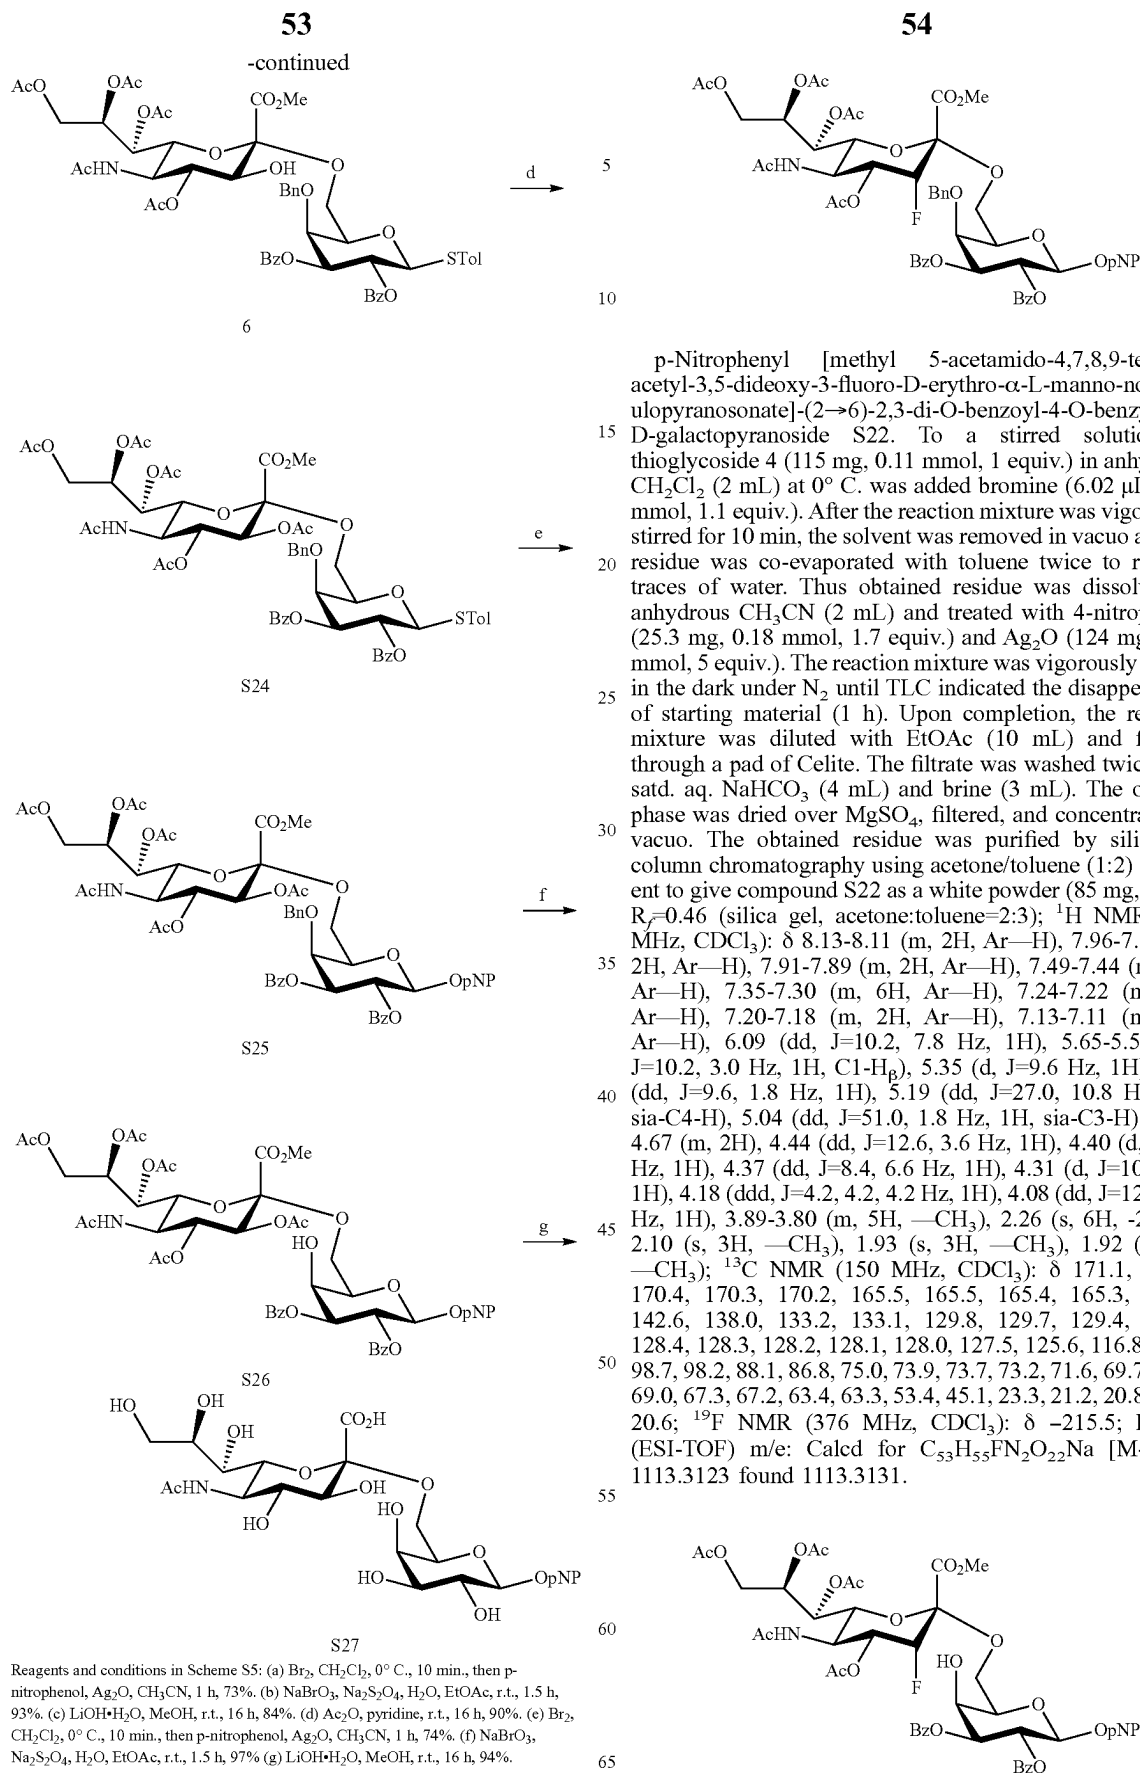 53
-continued
AcO
OAc
OAc
CO2Me
AcHN
O
OH
O
AcO
BnO
O
BzO
STol
BzO
6
d
AcO
OAc
OAc
CO2Me
AcHN
O
OAc
O
AcO
BnO
O
BzO
STol
BzO
S24
e
AcO
OAc
OAc
CO2Me
AcHN
O
OAc
O
AcO
BnO
O
BzO
OpNP
BzO
S25
f
AcO
OAc
OAc
CO2Me
AcHN
O
OAc
O
AcO
HO
O
BzO
OpNP
BzO
S26
g
HO
OH
OH
CO2H
AcHN
O
OH
O
HO
HO
O
HO
OpNP
OH
S27
Reagents and conditions in Scheme S5: (a) Br2, CH2Cl2, 0° C., 10 min., then p-
nitrophenol, Ag2O, CH3CN, 1 h, 73%. (b) NaBrO3, Na2S2O4, H2O, EtOAc, r.t., 1.5 h,
93%. (c) LiOH•H2O, MeOH, r.t., 16 h, 84%. (d) Ac2O, pyridine, r.t., 16 h, 90%. (e) Br2,
CH2Cl2, 0° C., 10 min., then p-nitrophenol, Ag2O, CH3CN, 1 h, 74%. (f) NaBrO3,
Na2S2O4, H2O, EtOAc, r.t., 1.5 h, 97% (g) LiOH•H2O, MeOH, r.t., 16 h, 94%.
5
10
15
20
25
30
35
40
45
50
55
60
65
54
AcO
OAc
OAc
CO2Me
AcHN
O
O
AcO
F
BnO
O
BzO
OpNP
BzO
p-Nitrophenyl [methyl 5-acetamido-4,7,8,9-te
acetyl-3,5-dideoxy-3-fluoro-D-erythro-α-L-manno-no
ulopyranosonate]-(2→6)-2,3-di-O-benzoyl-4-O-benzy
D-galactopyranoside S22. To a stirred solutio
thioglycoside 4 (115 mg, 0.11 mmol, 1 equiv.) in anhy
CH2Cl2 (2 mL) at 0° C. was added bromine (6.02 μL
mmol, 1.1 equiv.). After the reaction mixture was vigo
stirred for 10 min, the solvent was removed in vacuo a
residue was co-evaporated with toluene twice to r
traces of water. Thus obtained residue was dissol
anhydrous CH3CN (2 mL) and treated with 4-nitrop
(25.3 mg, 0.18 mmol, 1.7 equiv.) and Ag2O (124 mg
mmol, 5 equiv.). The reaction mixture was vigorously
in the dark under N2 until TLC indicated the disappe
of starting material (1 h). Upon completion, the re
mixture was diluted with EtOAc (10 mL) and f
through a pad of Celite. The filtrate was washed twic
satd. aq. NaHCO3 (4 mL) and brine (3 mL). The o
phase was dried over MgSO4, filtered, and concentra
vacuo. The obtained residue was purified by sili
column chromatography using acetone/toluene (1:2)
ent to give compound S22 as a white powder (85 mg,
Rf=0.46 (silica gel, acetone:toluene=2:3); 1H NMR
MHz, CDCl3): δ 8.13-8.11 (m, 2H, Ar—H), 7.96-7.
2H, Ar—H), 7.91-7.89 (m, 2H, Ar—H), 7.49-7.44 (m
Ar—H), 7.35-7.30 (m, 6H, Ar—H), 7.24-7.22 (m
Ar—H), 7.20-7.18 (m, 2H, Ar—H), 7.13-7.11 (m
Ar—H), 6.09 (dd, J=10.2, 7.8 Hz, 1H), 5.65-5.5
J=10.2, 3.0 Hz, 1H, C1-Hβ), 5.35 (d, J=9.6 Hz, 1H)
(dd, J=9.6, 1.8 Hz, 1H), 5.19 (dd, J=27.0, 10.8 H
sia-C4-H), 5.04 (dd, J=51.0, 1.8 Hz, 1H, sia-C3-H)
4.67 (m, 2H), 4.44 (dd, J=12.6, 3.6 Hz, 1H), 4.40 (d,
Hz, 1H), 4.37 (dd, J=8.4, 6.6 Hz, 1H), 4.31 (d, J=10
1H), 4.18 (ddd, J=4.2, 4.2, 4.2 Hz, 1H), 4.08 (dd, J=12
Hz, 1H), 3.89-3.80 (m, 5H, —CH3), 2.26 (s, 6H, -2
2.10 (s, 3H, —CH3), 1.93 (s, 3H, —CH3), 1.92 (
—CH3); 13C NMR (150 MHz, CDCl3): δ 171.1,
170.4, 170.3, 170.2, 165.5, 165.5, 165.4, 165.3,
142.6, 138.0, 133.2, 133.1, 129.8, 129.7, 129.4,
128.4, 128.3, 128.2, 128.1, 128.0, 127.5, 125.6, 116.8
98.7, 98.2, 88.1, 86.8, 75.0, 73.9, 73.7, 73.2, 71.6, 69.7
69.0, 67.3, 67.2, 63.4, 63.3, 53.4, 45.1, 23.3, 21.2, 20.8
20.6; 19F NMR (376 MHz, CDCl3): δ −215.5; 
(ESI-TOF) m/e: Calcd for C53H55FN2O22Na [M-
1113.3123 found 1113.3131.
AcO
OAc
OAc
CO2Me
AcHN
O
O
AcO
F
HO
O
BzO
OpNP
BzO